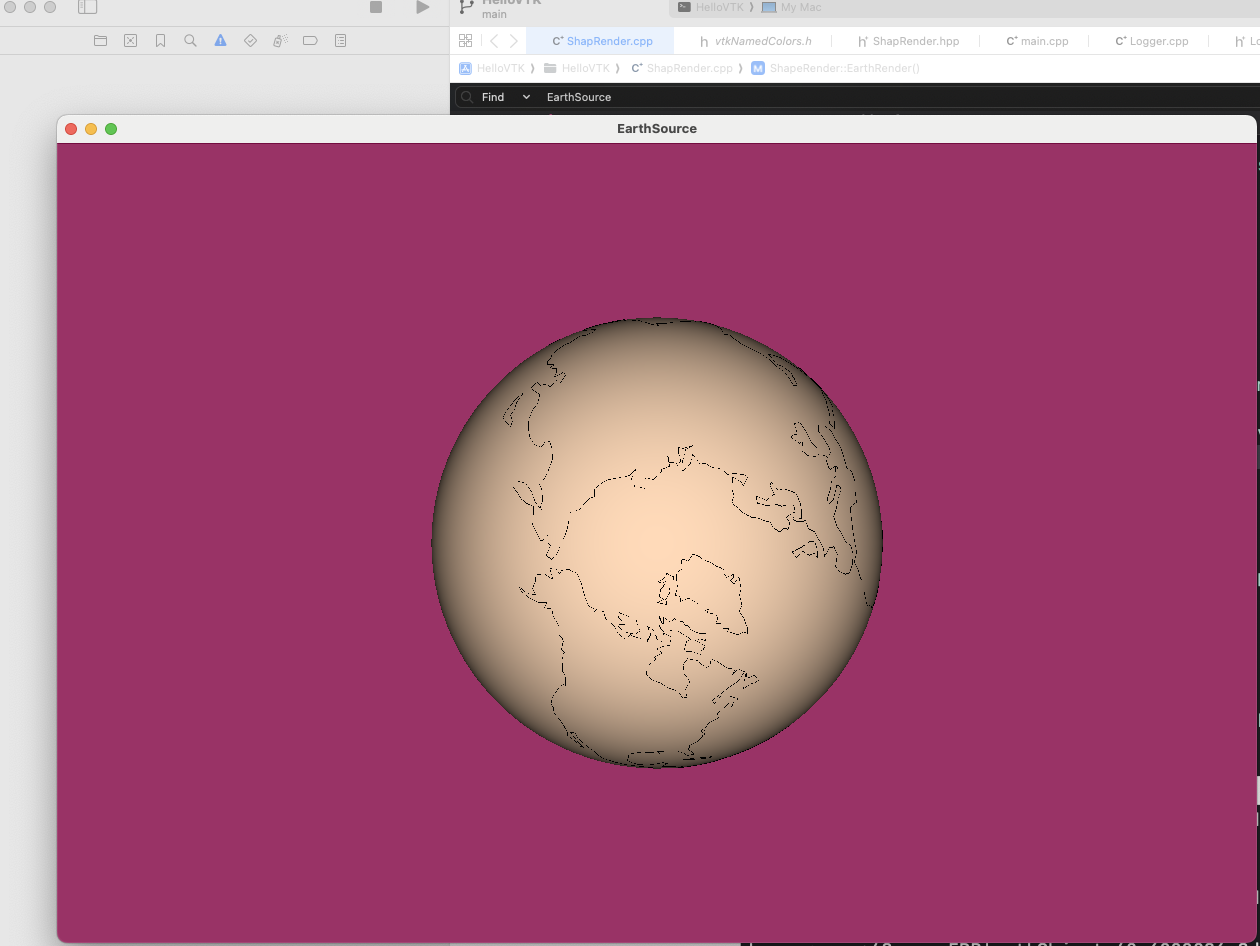 HelloVTK
main
HelloVTK
My Mac
ShapRender.cpp
vtkNamedColors.h
ShapRender.hpp
main.cpp
Logger.cpp
HelloVTK
HelloVTK
ShapRender.cpp
ShapeRender::EarthRender()
Find
EarthSource
EarthSource